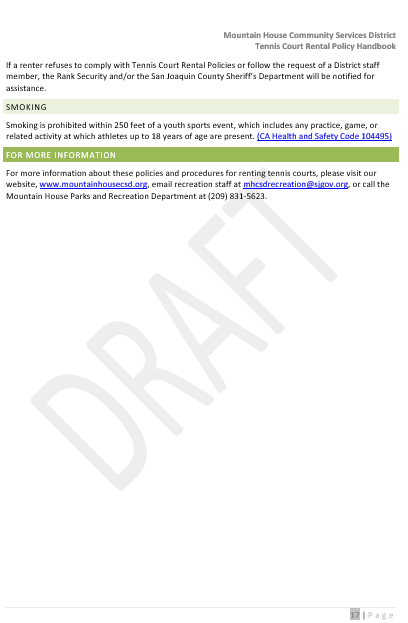 Mountain House Community Services District
Tennis Court Rental Policy Handbook
If a renter refuses to comply with Tennis Court Rental Policies or follow the request of a District staff
member, the Rank Security and/or the San Joaquin County Sheriff's Department will be notified for
assistance.
SMOKING
Smoking is prohibited within 250 feet of a youth sports event, which includes any practice, game, or
related activity at which athletes up to 18 years of age are present. (CA Health and Safety Code 104495)
FOR MORE INFORMATION
For more information about these policies and procedures for renting tennis courts, please visit our
website, www.mountainhousecsd.org, email recreation staff at mhcsdrecreation@sjgov.org, or call the
Mountain House Parks and Recreation Department at (209) 831-5623.
DRAFT
17 | Page